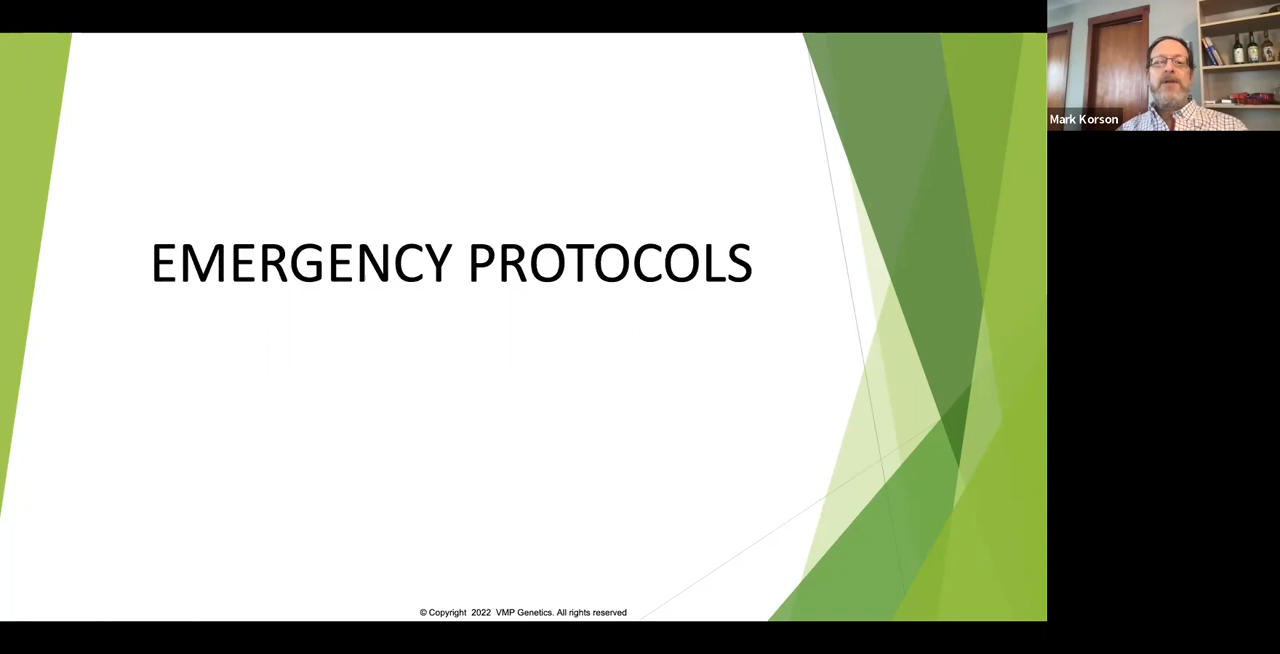 EMERGENCY PROTOCOLS
Mark Korson
© Copyright 2022 VMP Genetics. All rights reserved